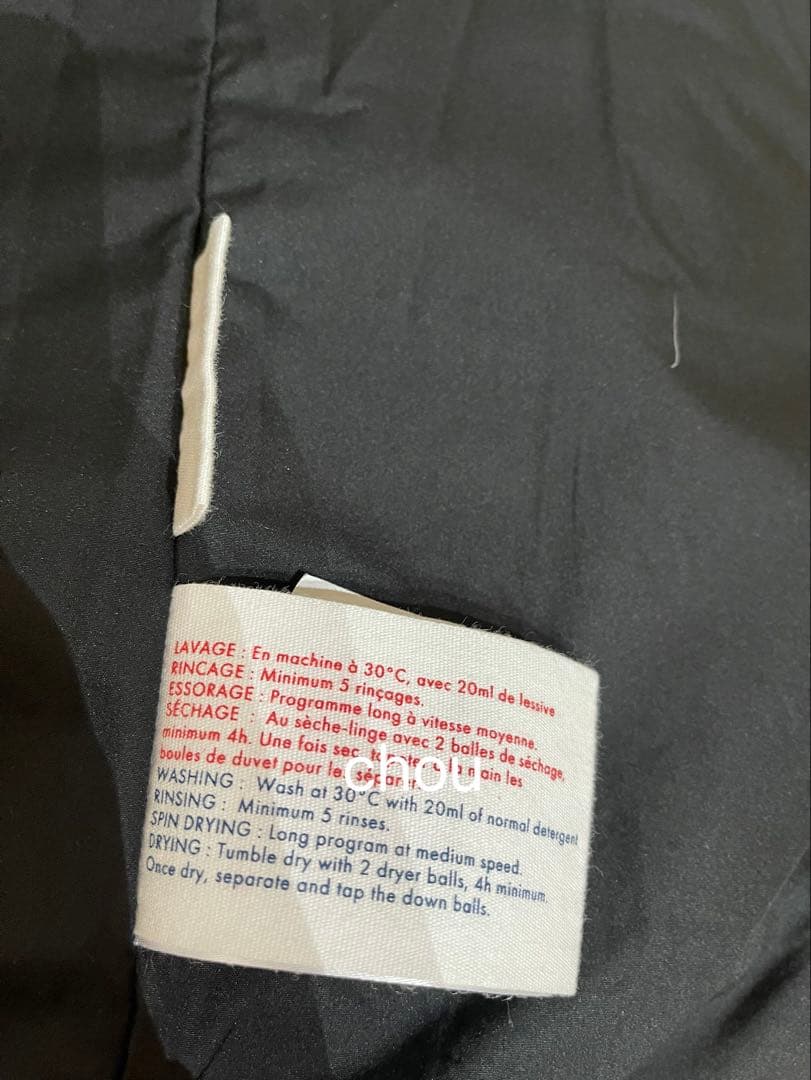 LAVAGE : En machine à 30°C, avec 20ml de lessive
RINCAGE : Minimum 5 rinçages.
ESSORAGE : Programme long à vitesse moyenne.
SÉCHAGE : Au sèche-linge avec 2 balles de séchage,
minimum 4h. Une fois sec, la main les
boules de duvet pour les séparer.
chou
WASHING : Wash at 30°C with 20ml of normal detergent
RINSING : Minimum 5 rinses.
SPIN DRYING : Long program at medium speed.
DRYING : Tumble dry with 2 dryer balls, 4h minimum.
Once dry, separate and tap the down balls.